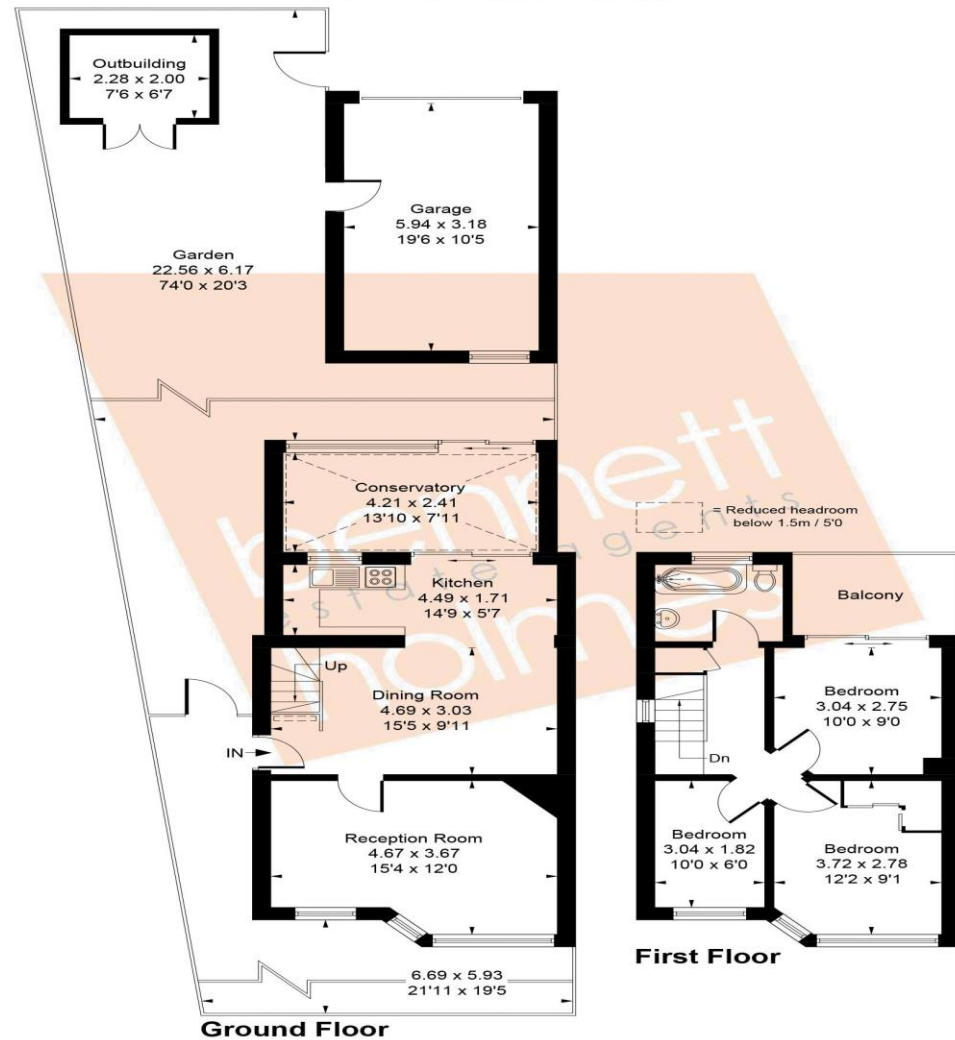 Outbuilding
2.28 x 2.00
7'6 x 6'7
Garage
5.94 x 3.18
19'6 x 10'5
Garden
22.56 x 6.17
74'0 x 20'3
Conservatory
4.21 x 2.41
13'10 x 7'11
Kitchen
4.49 x 1.71
14'9 x 5'7
Up
Dining Room
4.69 x 3.03
15'5 x 9'11
IN
Reception Room
4.67 x 3.67
15'4 x 12'0
6.69 x 5.93
21'11 x 19'5
Ground Floor
= Reduced headroom
below 1.5m / 5'0
Balcony
Bedroom
3.04 x 2.75
10'0 x 9'0
Dn
Bedroom
3.04 x 1.82
10'0 x 6'0
Bedroom
3.72 x 2.78
12'2 x 9'1
First Floor
bennett
estate agents
holmes